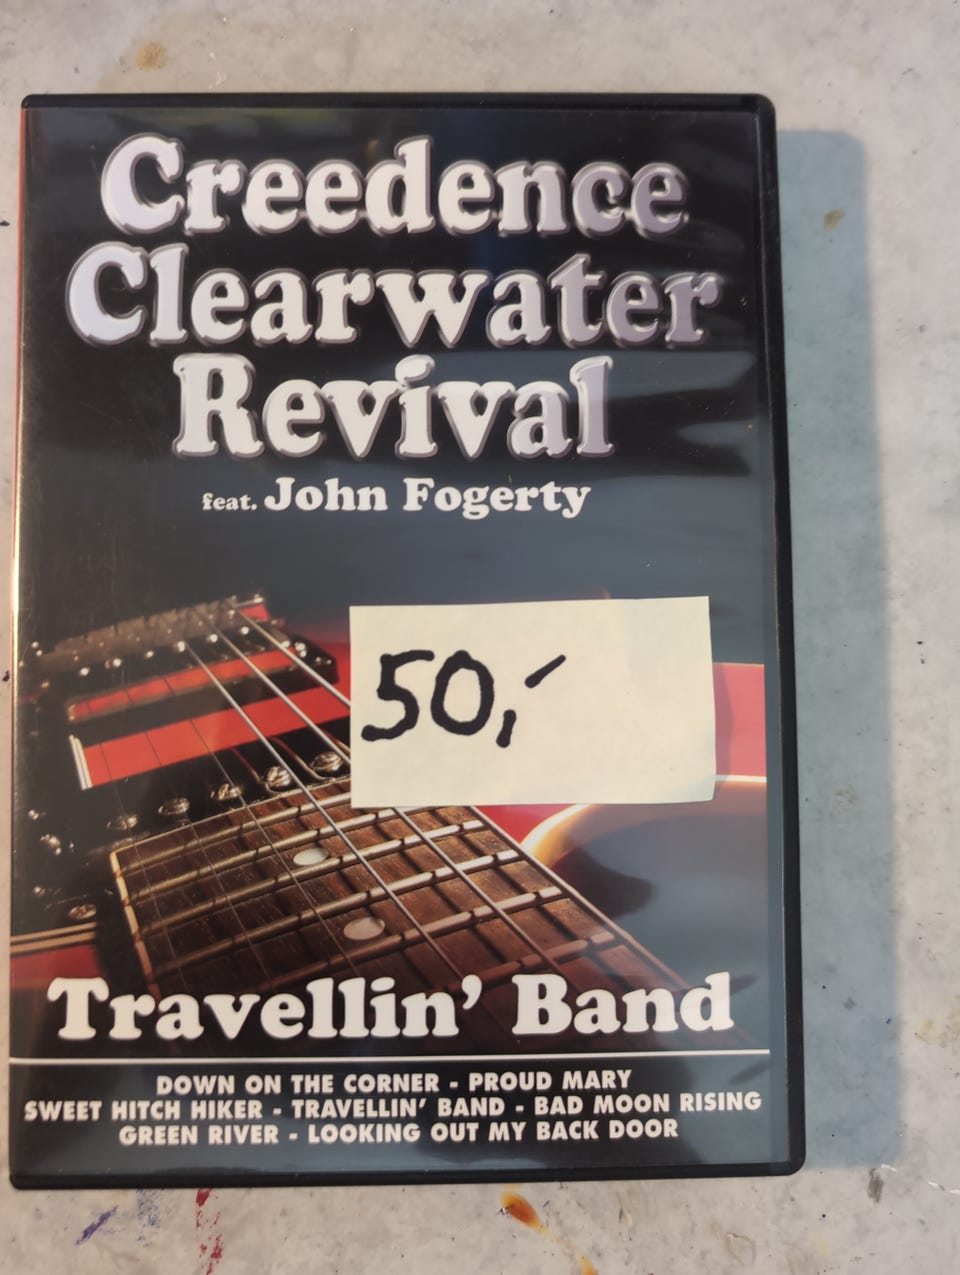 Creedence
Clearwater
Revival
feat. John Fogerty
50,-
Travellin' Band
DOWN ON THE CORNER - PROUD MARY
SWEET HITCH HIKER - TRAVELLIN' BAND - BAD MOON RISING
GREEN RIVER - LOOKING OUT MY BACK DOOR